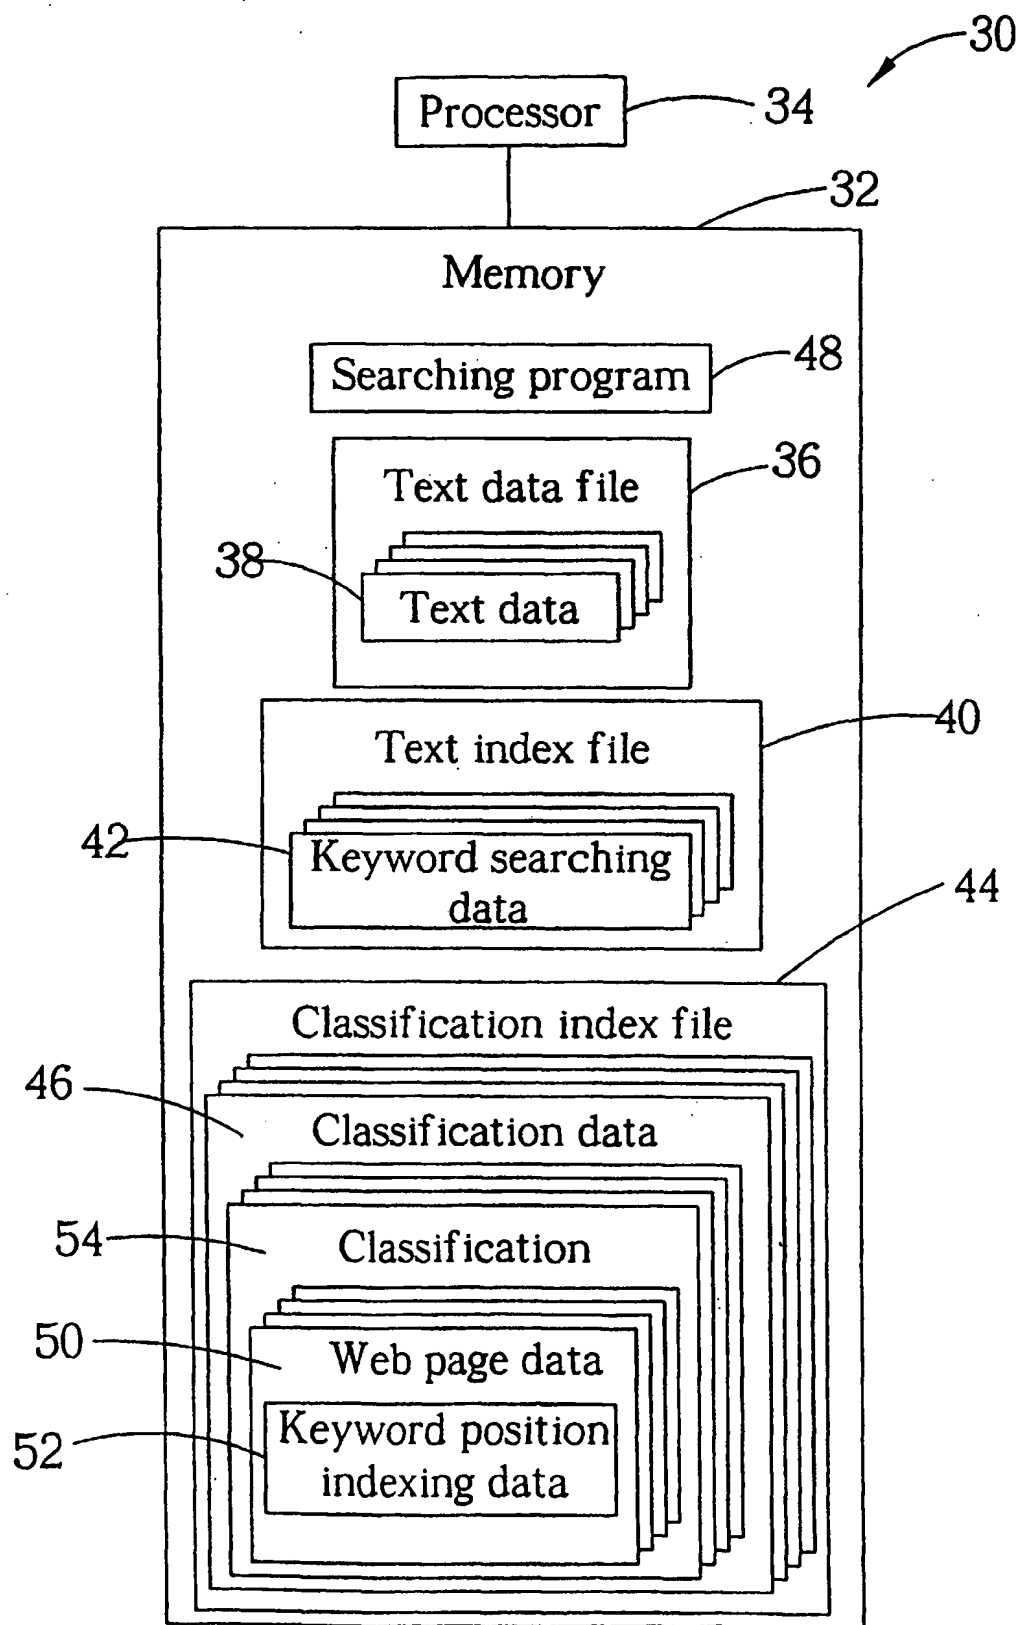 30
Processor
34
32
Memory
Searching program
48
Text data file
36
38
Text data
Text index file
40
42
Keyword searching
data
44
Classification index file
46
Classification data
54
Classification
50
Web page data
52
Keyword position
indexing data